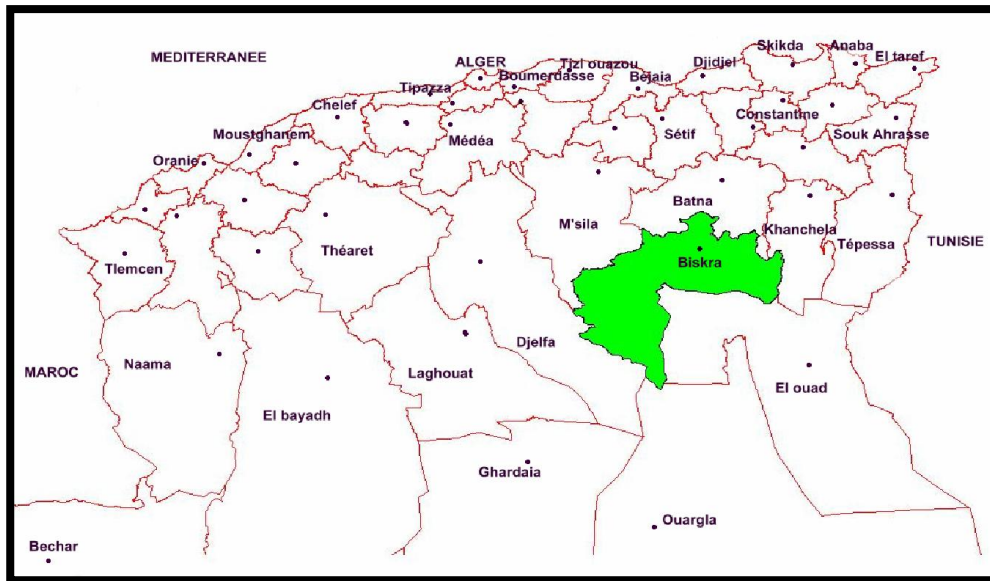 Skikda
Anaba
MEDITERRANEE
ALGER
Tizi ouazou
El taref
Boumerdasse
Bejaia
Djidjel
Tipazza
Chelef
Constantine
Moustghanem
Médéa
Sétif
Souk Ahrasse
Oranie
Batna
M'sila
Khanchela
Théaret
Tépessa
TUNISIE
Tlemcen
Biskra
Djelfa
Naama
MAROC
Laghouat
El ouad
El bayadh
Ghardaia
Ouargla
Bechar